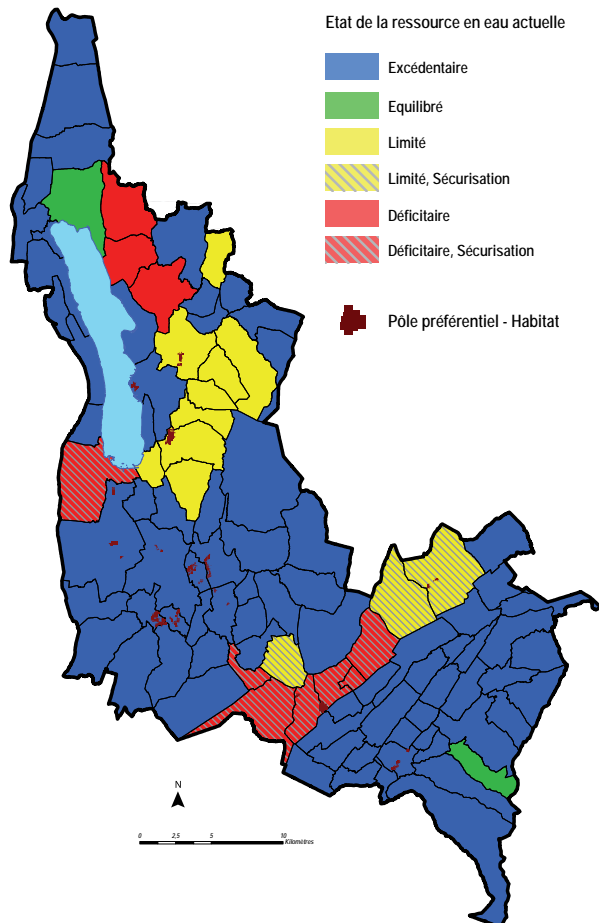 Etat de la ressource en eau actuelle
Excédentaire
Equilibré
Limité
Limité, Sécurisation
Déficitaire
Déficitaire, Sécurisation
Pôle préférentiel - Habitat
N
0 2,5 5 10
Kilomètres